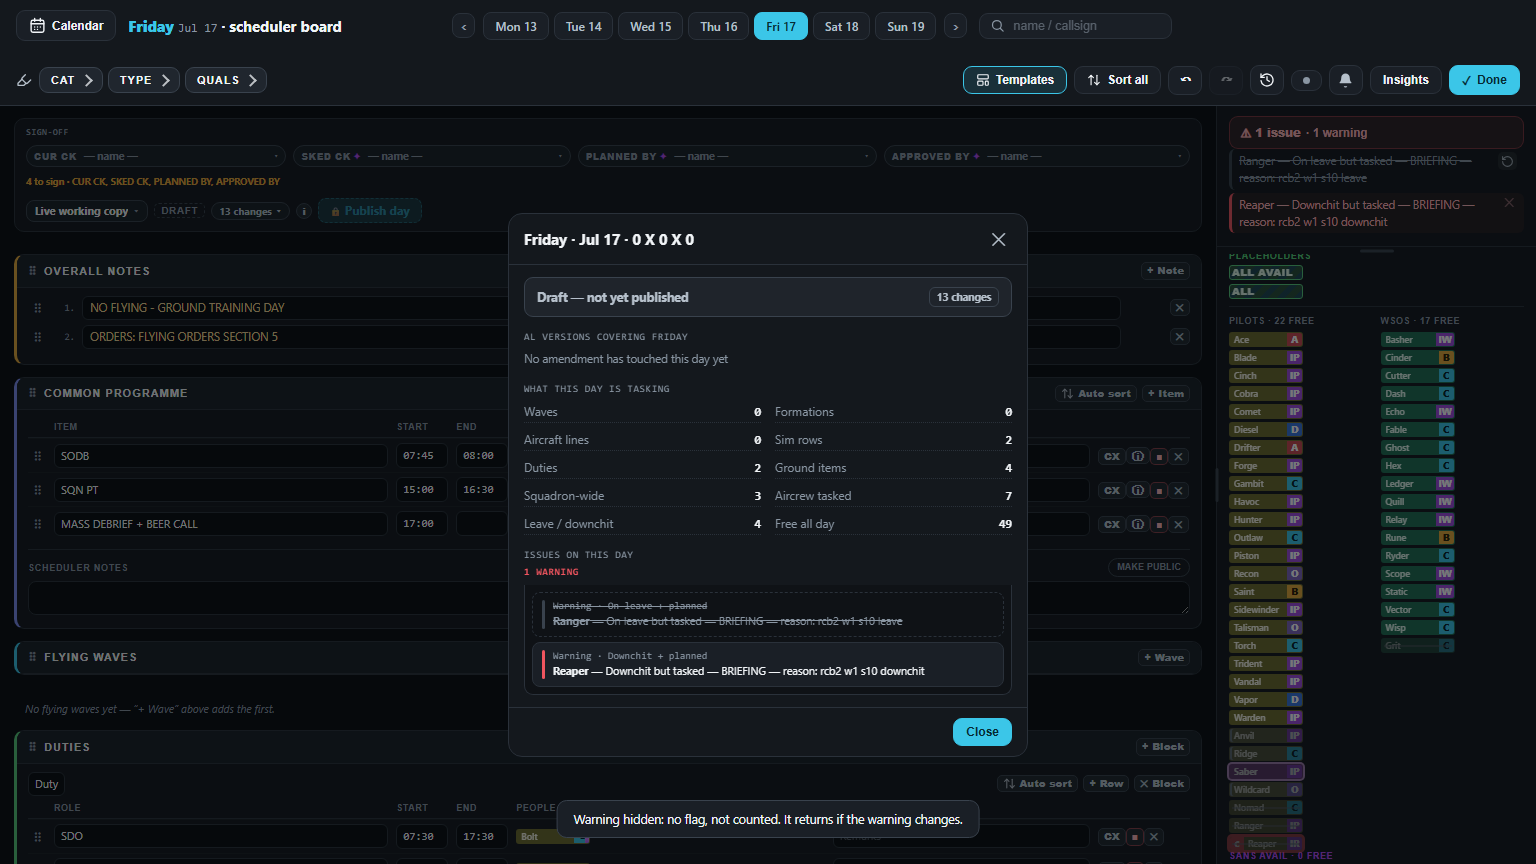 Calendar
Friday Jul 17 · scheduler board
Mon 13
Tue 14
Wed 15
Thu 16
Fri 17
Sat 18
Sun 19
name / callsign
CAT
TYPE
QUALS
Templates
Sort all
Insights
✓ Done
SIGN-OFF
CUR CK — name —
SKED CK ✦ — name —
PLANNED BY ✦ — name —
APPROVED BY ✦ — name —
4 to sign · CUR CK, SKED CK, PLANNED BY, APPROVED BY
Live working copy
DRAFT
13 changes
i
Publish day
OVERALL NOTES
+ Note
1. NO FLYING - GROUND TRAINING DAY
2. ORDERS: FLYING ORDERS SECTION 5
COMMON PROGRAMME
Auto sort
+ Item
ITEM START END
SODB 07:45 08:00 CX
SQN PT 15:00 16:30 CX
MASS DEBRIEF + BEER CALL 17:00 CX
SCHEDULER NOTES
MAKE PUBLIC
FLYING WAVES
+ Wave
No flying waves yet — "+ Wave" above adds the first.
DUTIES
+ Block
Duty
Auto sort
+ Row
× Block
ROLE START END PEOPLE
SDO 07:30 17:30 Bolt CX
Friday · Jul 17 · 0 X 0 X 0
Draft — not yet published
13 changes
AL VERSIONS COVERING FRIDAY
No amendment has touched this day yet
WHAT THIS DAY IS TASKING
Waves 0
Formations 0
Aircraft lines 0
Sim rows 2
Duties 2
Ground items 4
Squadron-wide 3
Aircrew tasked 7
Leave / downchit 4
Free all day 49
ISSUES ON THIS DAY
1 WARNING
Warning · On leave + planned
Ranger — On leave but tasked — BRIEFING — reason: rcb2 w1 s10 leave
Warning · Downchit + planned
Reaper — Downchit but tasked — BRIEFING — reason: rcb2 w1 s10 downchit
Close
Warning hidden: no flag, not counted. It returns if the warning changes.
⚠ 1 issue · 1 warning
Ranger — On leave but tasked — BRIEFING —
reason: rcb2 w1 s10 leave
Reaper — Downchit but tasked — BRIEFING —
reason: rcb2 w1 s10 downchit
PLACEHOLDERS
ALL AVAIL
ALL
PILOTS · 22 FREE
Ace A
Blade IP
Cinch IP
Cobra IP
Comet IP
Diesel D
Drifter A
Forge IP
Gambit C
Havoc IP
Hunter IP
Outlaw C
Piston IP
Recon O
Saint B
Sidewinder IP
Talisman O
Torch C
Trident IP
Vandal IP
Vapor D
Warden IP
Anvil IP
Ridge C
Saber IP
Wildcard O
Nomad C
Ranger IP
C Reaper
WSOS · 17 FREE
Basher IW
Cinder B
Cutter C
Dash C
Echo IW
Fable C
Ghost C
Hex C
Ledger IW
Quill IW
Relay IW
Rune B
Ryder C
Scope IW
Static IW
Vector C
Wisp C
Grit C
SANS AVAIL · 0 FREE